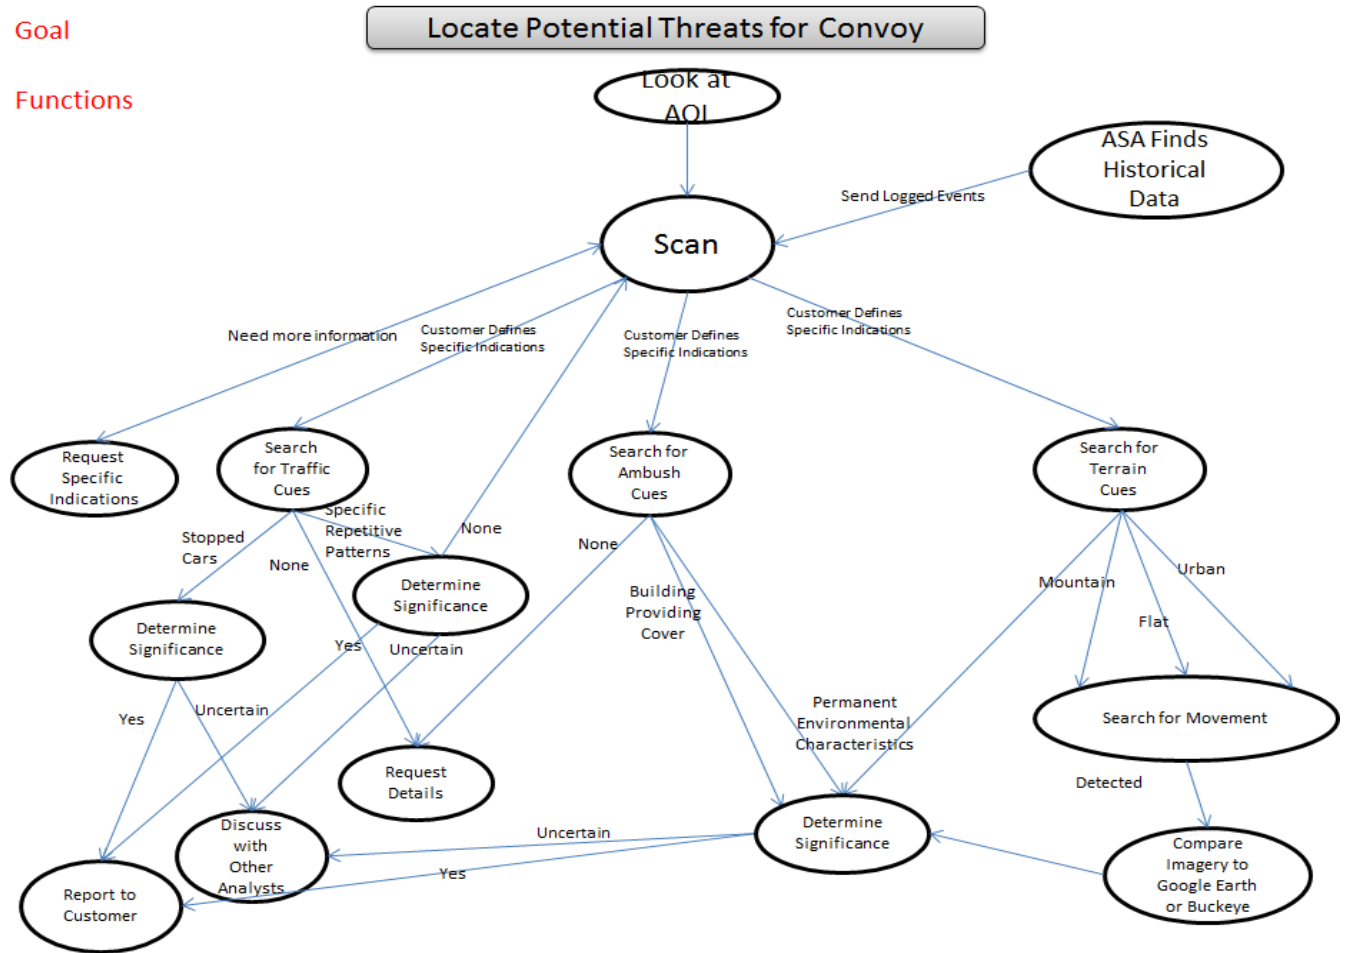 Goal
Locate Potential Threats for Convoy
Functions
Look at
AOI
ASA Finds
Historical
Data
Send Logged Events
Scan
Need more information
Customer Defines
Specific Indications
Customer Defines
Specific Indications
Customer Defines
Specific Indications
Request
Specific
Indications
Search
for Traffic
Cues
Search for
Ambush
Cues
Search for
Terrain
Cues
Stopped
Cars
None
Specific
Repetitive
Patterns
None
None
Building
Providing
Cover
Mountain
Flat
Urban
Determine
Significance
Determine
Significance
Yes
Uncertain
Yes
Uncertain
Permanent
Environmental
Characteristics
Search for Movement
Detected
Request
Details
Discuss
with
Other
Analysts
Uncertain
Yes
Determine
Significance
Compare
Imagery to
Google Earth
or Buckeye
Report to
Customer